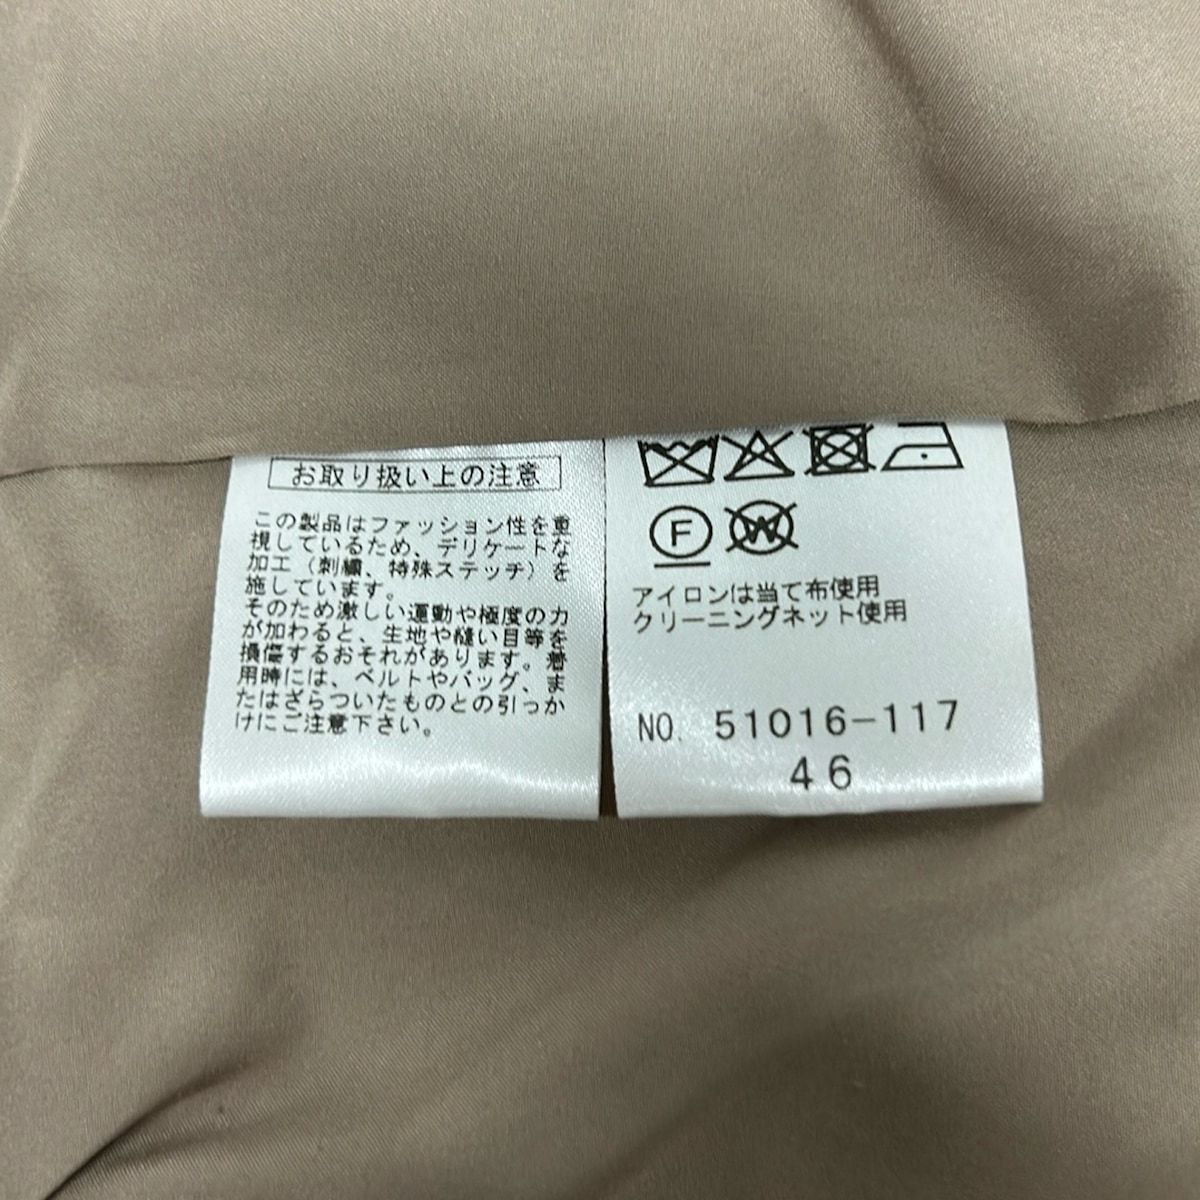 お取り扱い上の注意
この製品はファッション性を重
視しているため、デリケートな
加工（刺繍、特殊ステッチ）を
施しています。
そのため激しい運動や極度の力
が加わると、生地や縫い目等を
損傷するおそれがあります。着
用時には、ベルトやバッグ、ま
たはざらついたものとの引っか
けにご注意下さい。
F
W
アイロンは当て布使用
クリーニングネット使用
NO. 51016-117
46